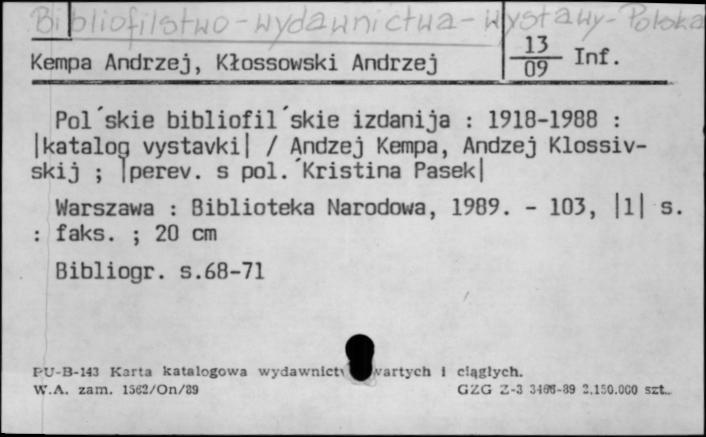 Bibliofilstwo - wydawnictwa - wystawy - Polska
Kempa Andrzej, Kłossowski Andrzej
13
09
Inf.
Pol´skie bibliofil´skie izdanija : 1918-1988 :
|katalog vystavki| / Andzej Kempa, Andzej Klossiv-
skij ; |perev. s pol.´Kristina Pasek|
Warszawa : Biblioteka Narodowa, 1989. - 103, |1| s.
: faks. ; 20 cm
Bibliogr. s.68-71
PU-B-143 Karta katalogowa wydawnict wartych i ciągłych.
W.A. zam. 1562/On/89
GZG Z-3 89 2.150.000 szt.